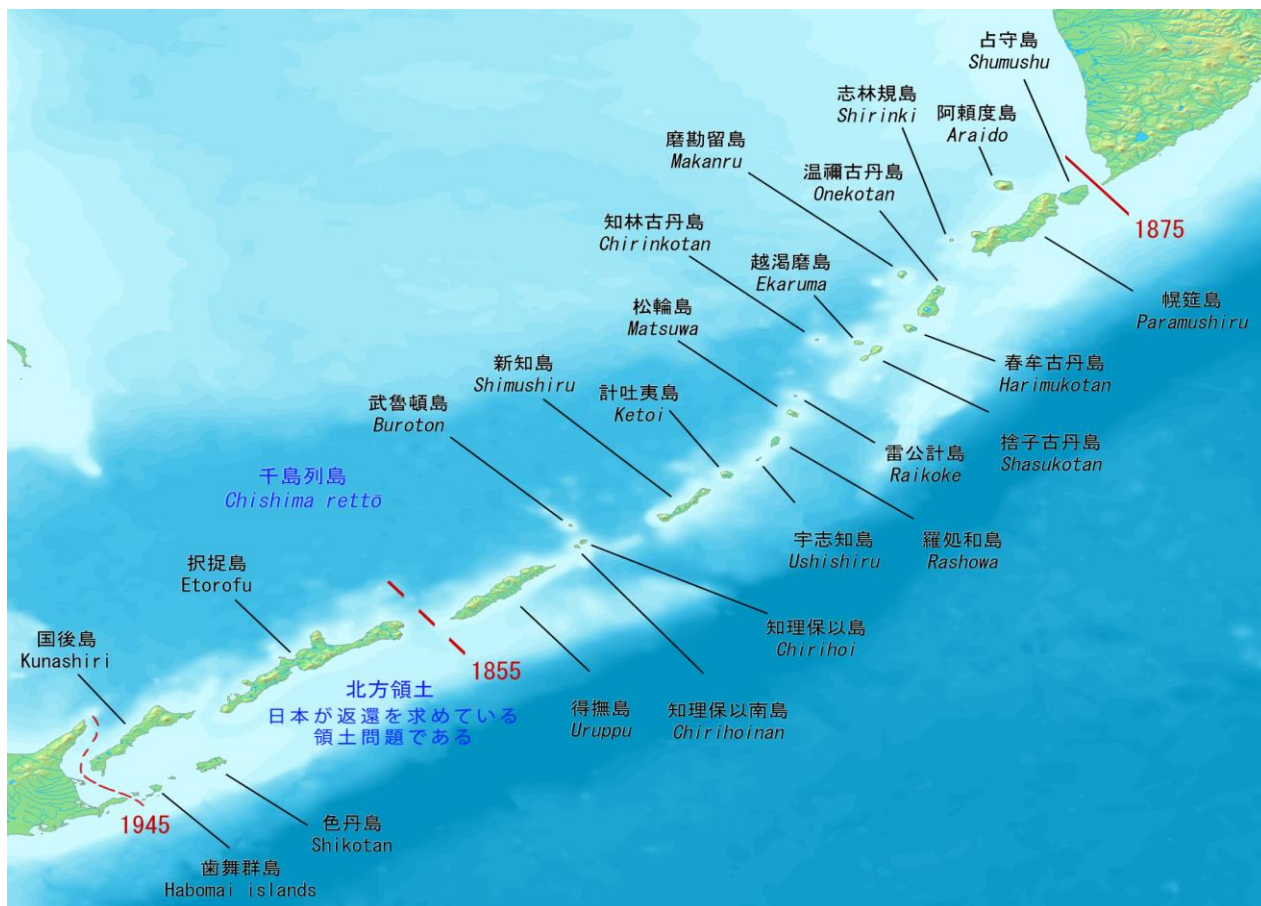 占守島
Shumushu
志林規島
Shirinki
阿頼度島
Araido
磨勘留島
Makanru
温禰古丹島
Onekotan
知林古丹島
Chirinkotan
越渇磨島
Ekaruma
1875
松輪島
Matsuwa
幌筵島
Paramushiru
新知島
Shimushiru
計吐夷島
Ketoi
春牟古丹島
Harimukotan
武魯頓島
Buroton
雷公計島
Raikoke
捨子古丹島
Shasukotan
千島列島
Chishima rettō
宇志知島
Ushishiru
羅処和島
Rashowa
択捉島
Etorofu
知理保以島
Chirihoi
国後島
Kunashiri
1855
北方領土
日本が返還を求めている
領土問題である
得撫島
Uruppu
知理保以南島
Chirihoinan
1945
色丹島
Shikotan
歯舞群島
Habomai islands